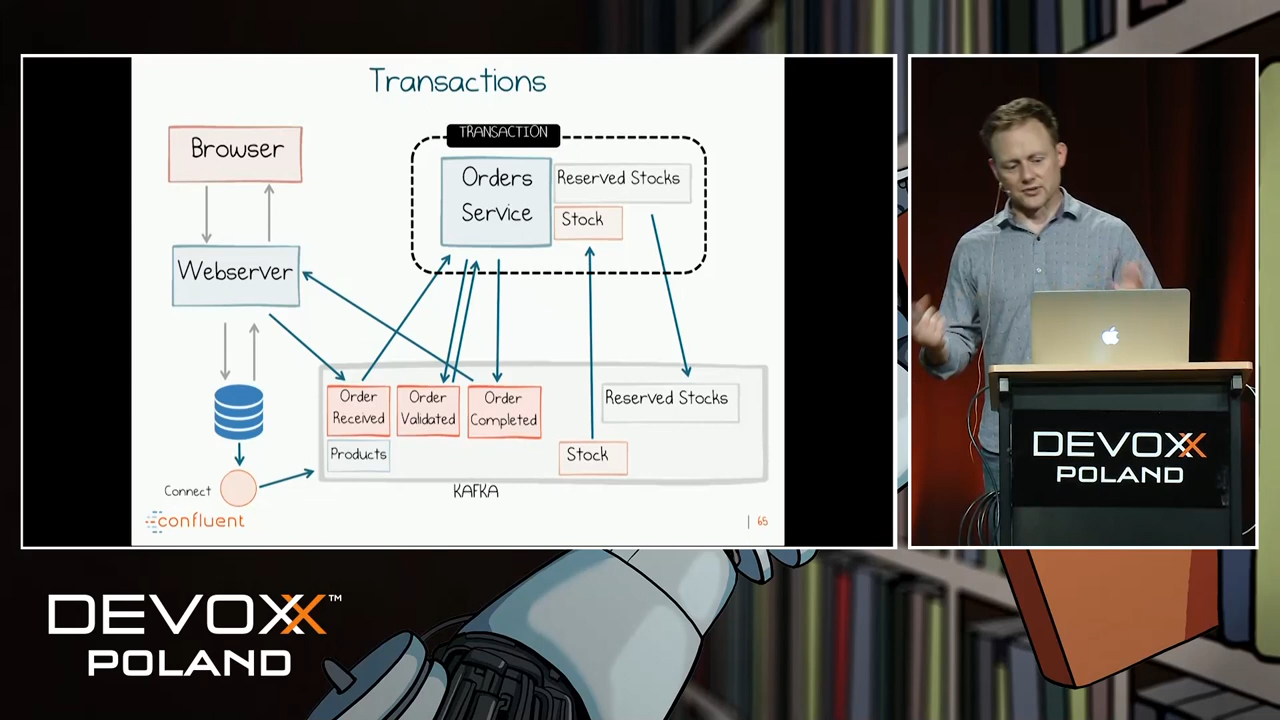 Transactions
Browser
Webserver
Connect
TRANSACTION
Orders
Service
Reserved Stocks
Stock
Order
Received
Order
Validated
Order
Completed
Products
Stock
Reserved Stocks
KAFKA
confluent
65
DEVOXX
POLAND
DEVOXX™
POLAND